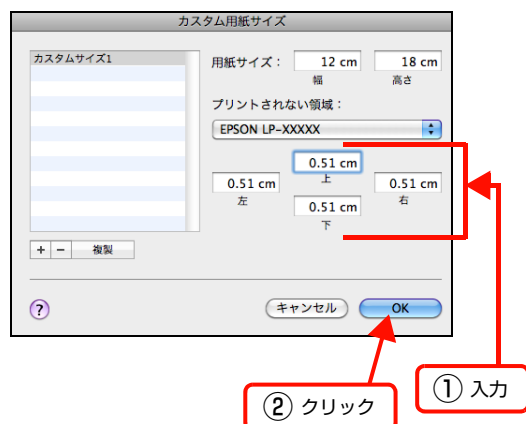 カスタム用紙サイズ
カスタムサイズ1
用紙サイズ： 12 cm 18 cm
幅 高さ
プリントされない領域：
EPSON LP-XXXXX
0.51 cm
上
0.51 cm 0.51 cm
左 右
0.51 cm
下
+ − 複製
? キャンセル OK
① 入力
② クリック